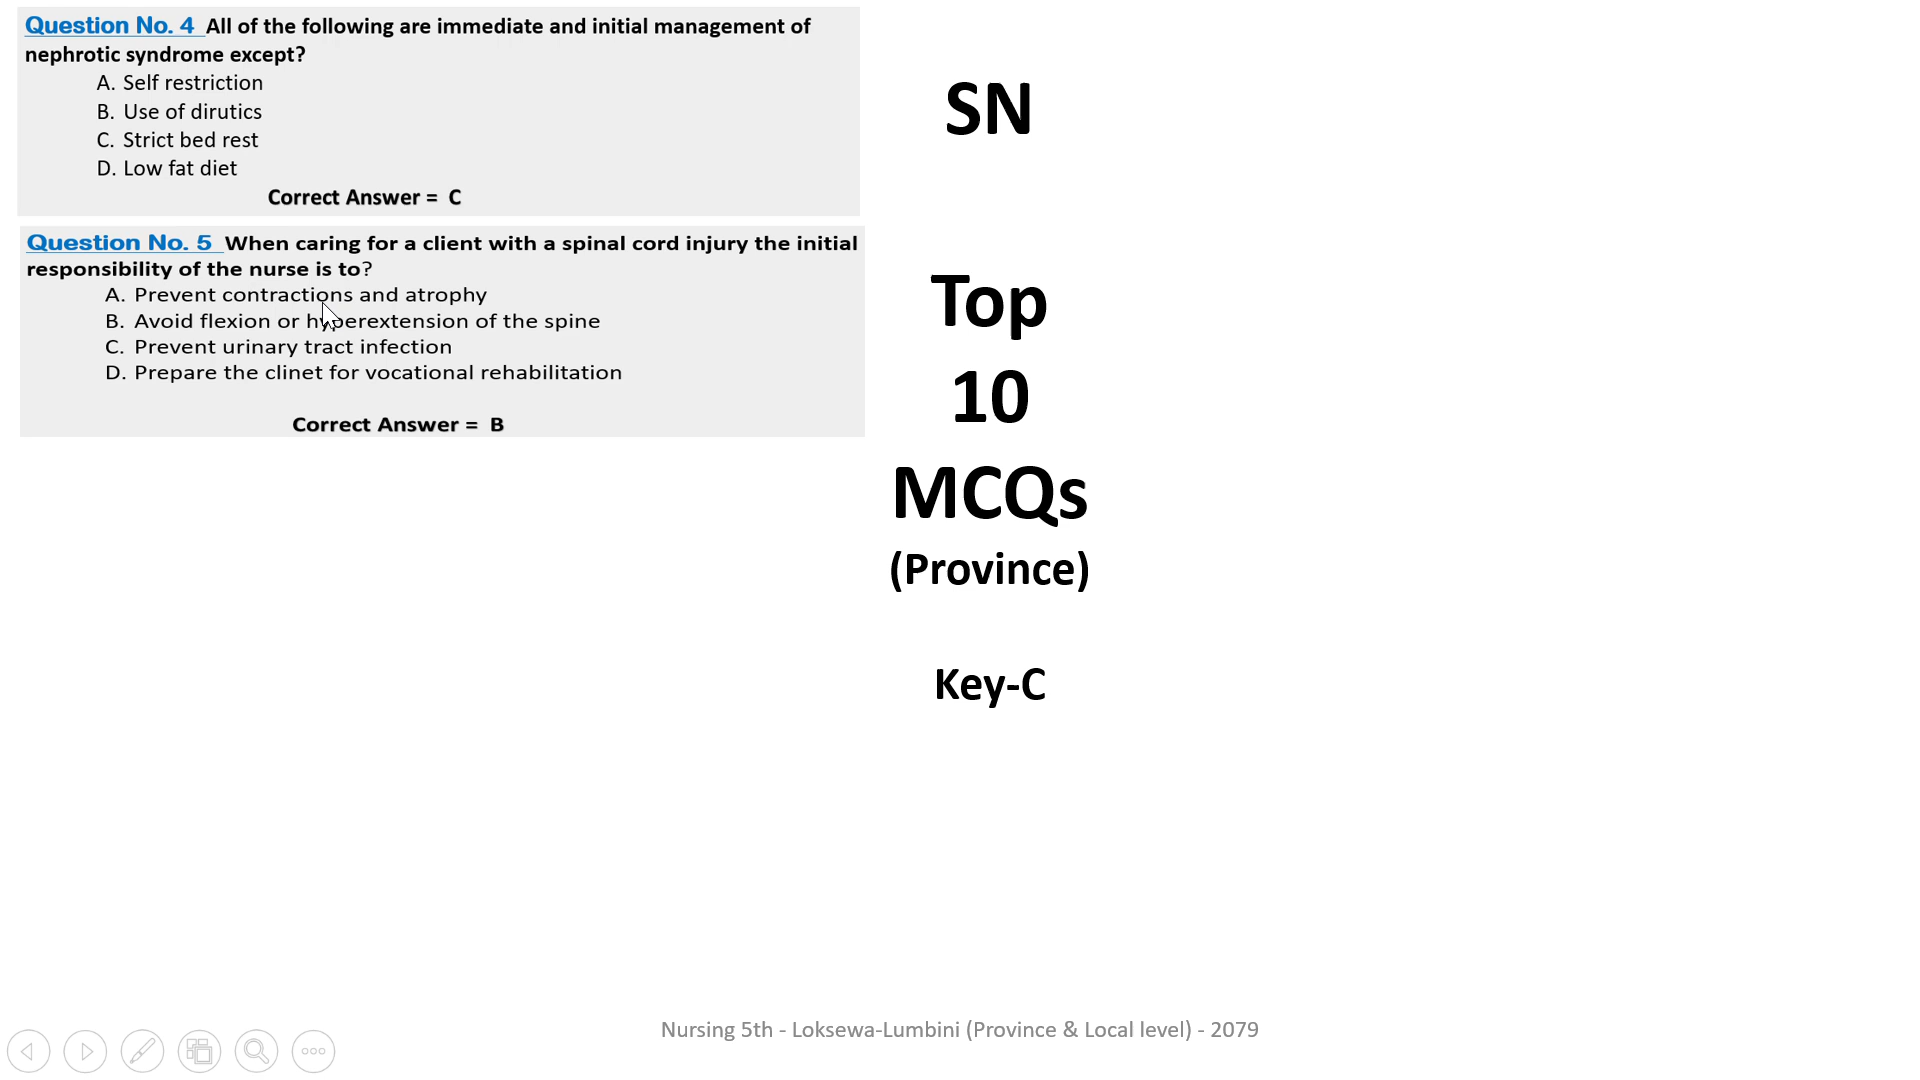 Question No. 4 All of the following are immediate and initial management of
nephrotic syndrome except?
A. Self restriction
B. Use of dirutics
C. Strict bed rest
D. Low fat diet
Correct Answer = C
Question No. 5 When caring for a client with a spinal cord injury the initial
responsibility of the nurse is to?
A. Prevent contractions and atrophy
B. Avoid flexion or hyperextension of the spine
C. Prevent urinary tract infection
D. Prepare the clinet for vocational rehabilitation
Correct Answer = B
SN
Top
10
MCQs
(Province)
Key-C
Nursing 5th - Loksewa-Lumbini (Province & Local level) - 2079